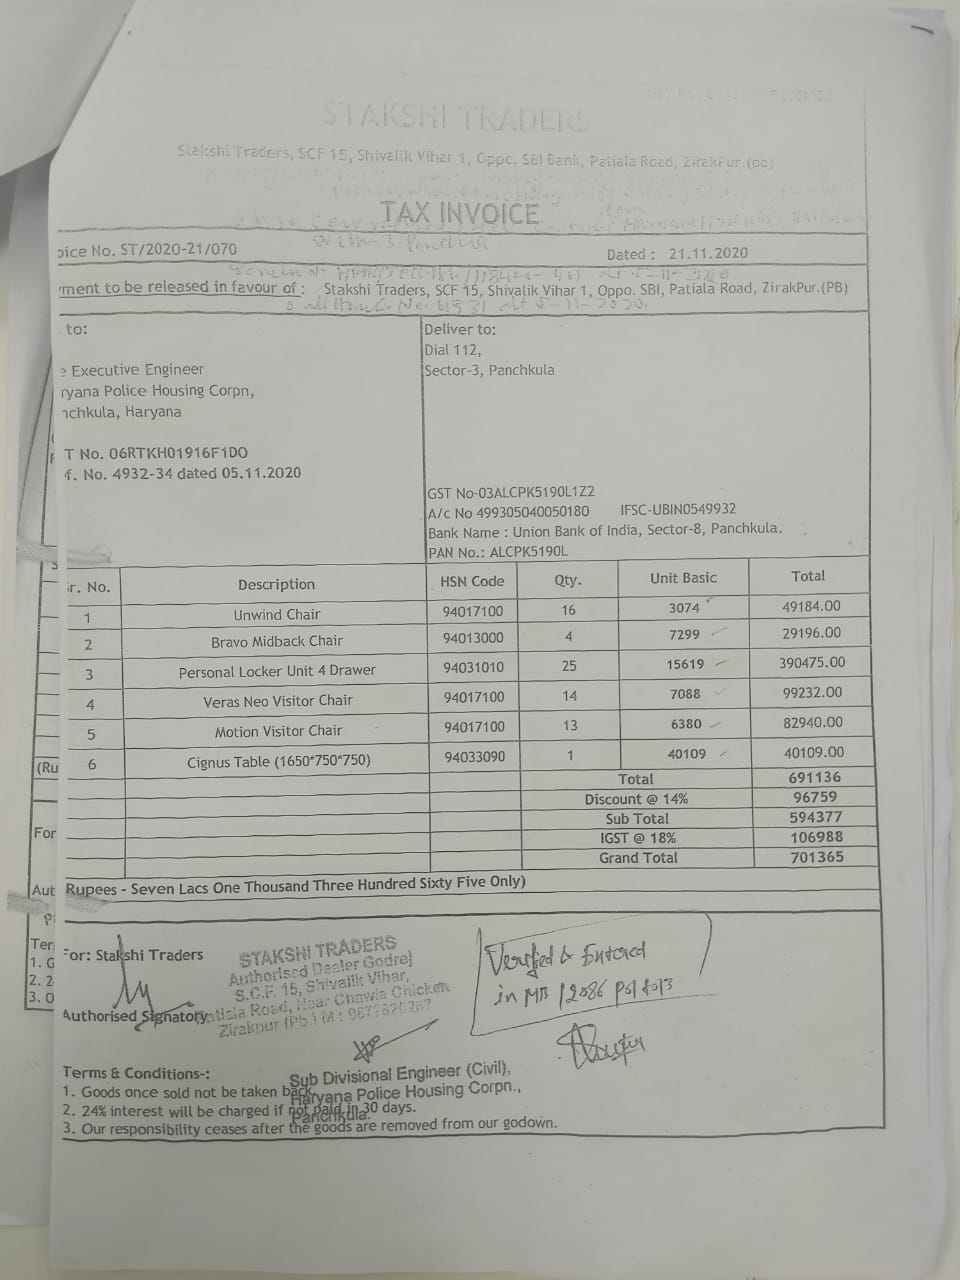 STAKSHI TRADERS
Stakshi Traders, SCF 15, Shivalik Vihar 1, Oppo. SBI Bank, Patiala Road, ZirakPur.(pb)
TAX INVOICE
oice No. ST/2020-21/070
Dated : 21.11.2020
ment to be released in favour of : Stakshi Traders, SCF 15, Shivalik Vihar 1, Oppo. SBI, Patiala Road, ZirakPur.(PB)
to:
e Executive Engineer
ryana Police Housing Corpn,
nchkula, Haryana
T No. 06RTKH01916F1DO
f. No. 4932-34 dated 05.11.2020
Deliver to:
Dial 112,
Sector-3, Panchkula
GST No-03ALCPK5190L1Z2
A/c No 499305040050180 IFSC-UBIN0549932
Bank Name : Union Bank of India, Sector-8, Panchkula.
PAN No.: ALCPK5190L
r. No. Description HSN Code Qty. Unit Basic Total
1 Unwind Chair 94017100 16 3074 49184.00
2 Bravo Midback Chair 94013000 4 7299 29196.00
3 Personal Locker Unit 4 Drawer 94031010 25 15619 390475.00
4 Veras Neo Visitor Chair 94017100 14 7088 99232.00
5 Motion Visitor Chair 94017100 13 6380 82940.00
6 Cignus Table (1650*750*750) 94033090 1 40109 40109.00
Total 691136
Discount @ 14% 96759
Sub Total 594377
IGST @ 18% 106988
Grand Total 701365
Rupees - Seven Lacs One Thousand Three Hundred Sixty Five Only)
For: Stakshi Traders
Authorised Signatory
STAKSHI TRADERS
Authorised Dealer Godrej
S.C.F. 15, Shivalik Vihar,
Patiala Road, Near Chawla Chicken
Zirakpur (Pb.) M :
Verified & Entered
in MB
Sub Divisional Engineer (Civil),
Haryana Police Housing Corpn.,
Panchkula.
Terms & Conditions-:
1. Goods once sold not be taken back
2. 24% interest will be charged if not paid in 30 days.
3. Our responsibility ceases after the goods are removed from our godown.
(Ru
For
Aut
Ter
1. G
2. 2
3. O